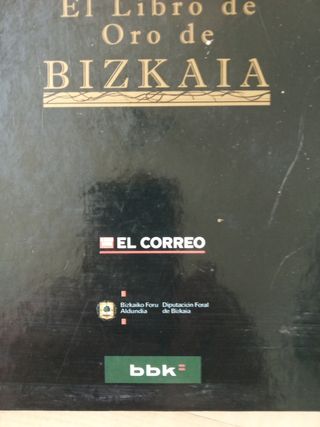 El Libro de
Oro de
BIZKAIA
EL CORREO
Bizkaiko Foru Aldundia
Diputación Foral de Bizkaia
bbk